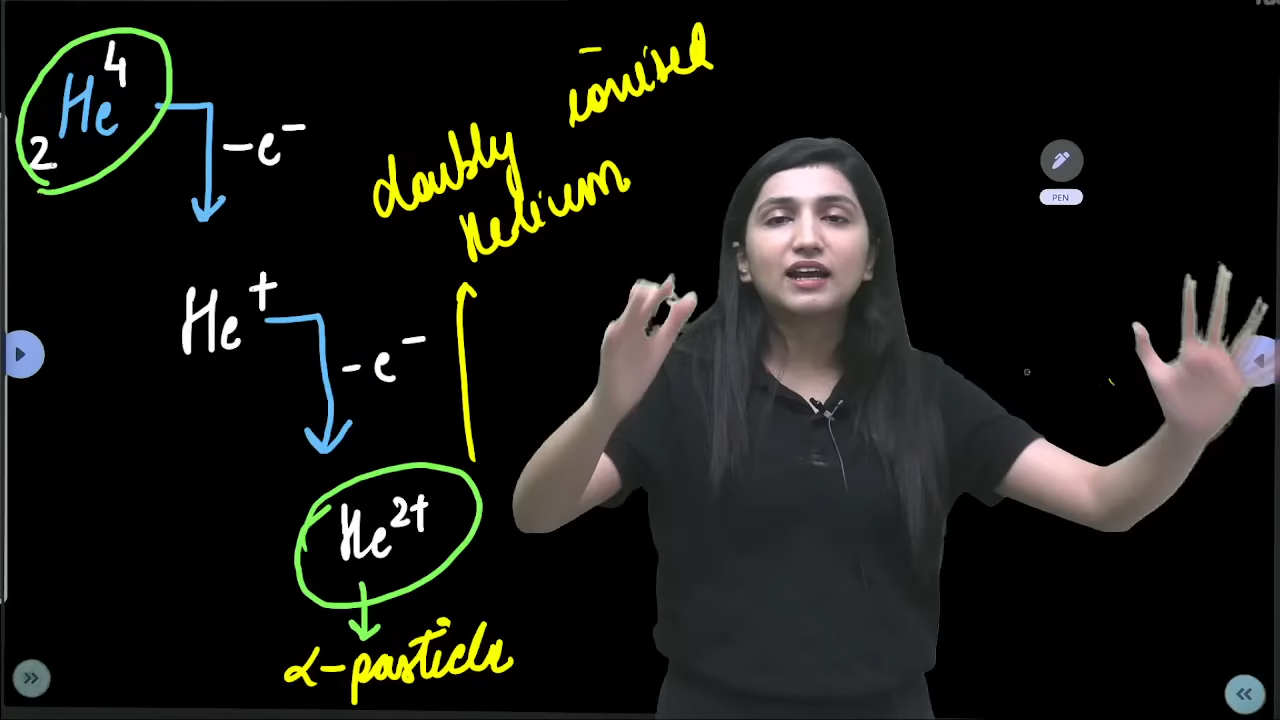 ₂He⁴
-e⁻
He⁺
-e⁻
He²⁺
α-particle
doubly ionised
Helium
PEN